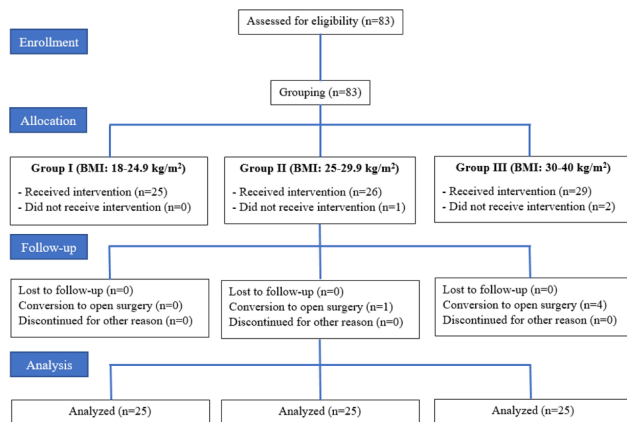 Assessed for eligibility (n=83)
Enrollment
Grouping (n=83)
Allocation
Group I (BMI: 18-24.9 kg/m²)
- Received intervention (n=25)
- Did not receive intervention (n=0)
Group II (BMI: 25-29.9 kg/m²)
- Received intervention (n=26)
- Did not receive intervention (n=1)
Group III (BMI: 30-40 kg/m²)
- Received intervention (n=29)
- Did not receive intervention (n=2)
Follow-up
Lost to follow-up (n=0)
Conversion to open surgery (n=0)
Discontinued for other reason (n=0)
Lost to follow-up (n=0)
Conversion to open surgery (n=1)
Discontinued for other reason (n=0)
Lost to follow-up (n=0)
Conversion to open surgery (n=4)
Discontinued for other reason (n=0)
Analysis
Analyzed (n=25)
Analyzed (n=25)
Analyzed (n=25)